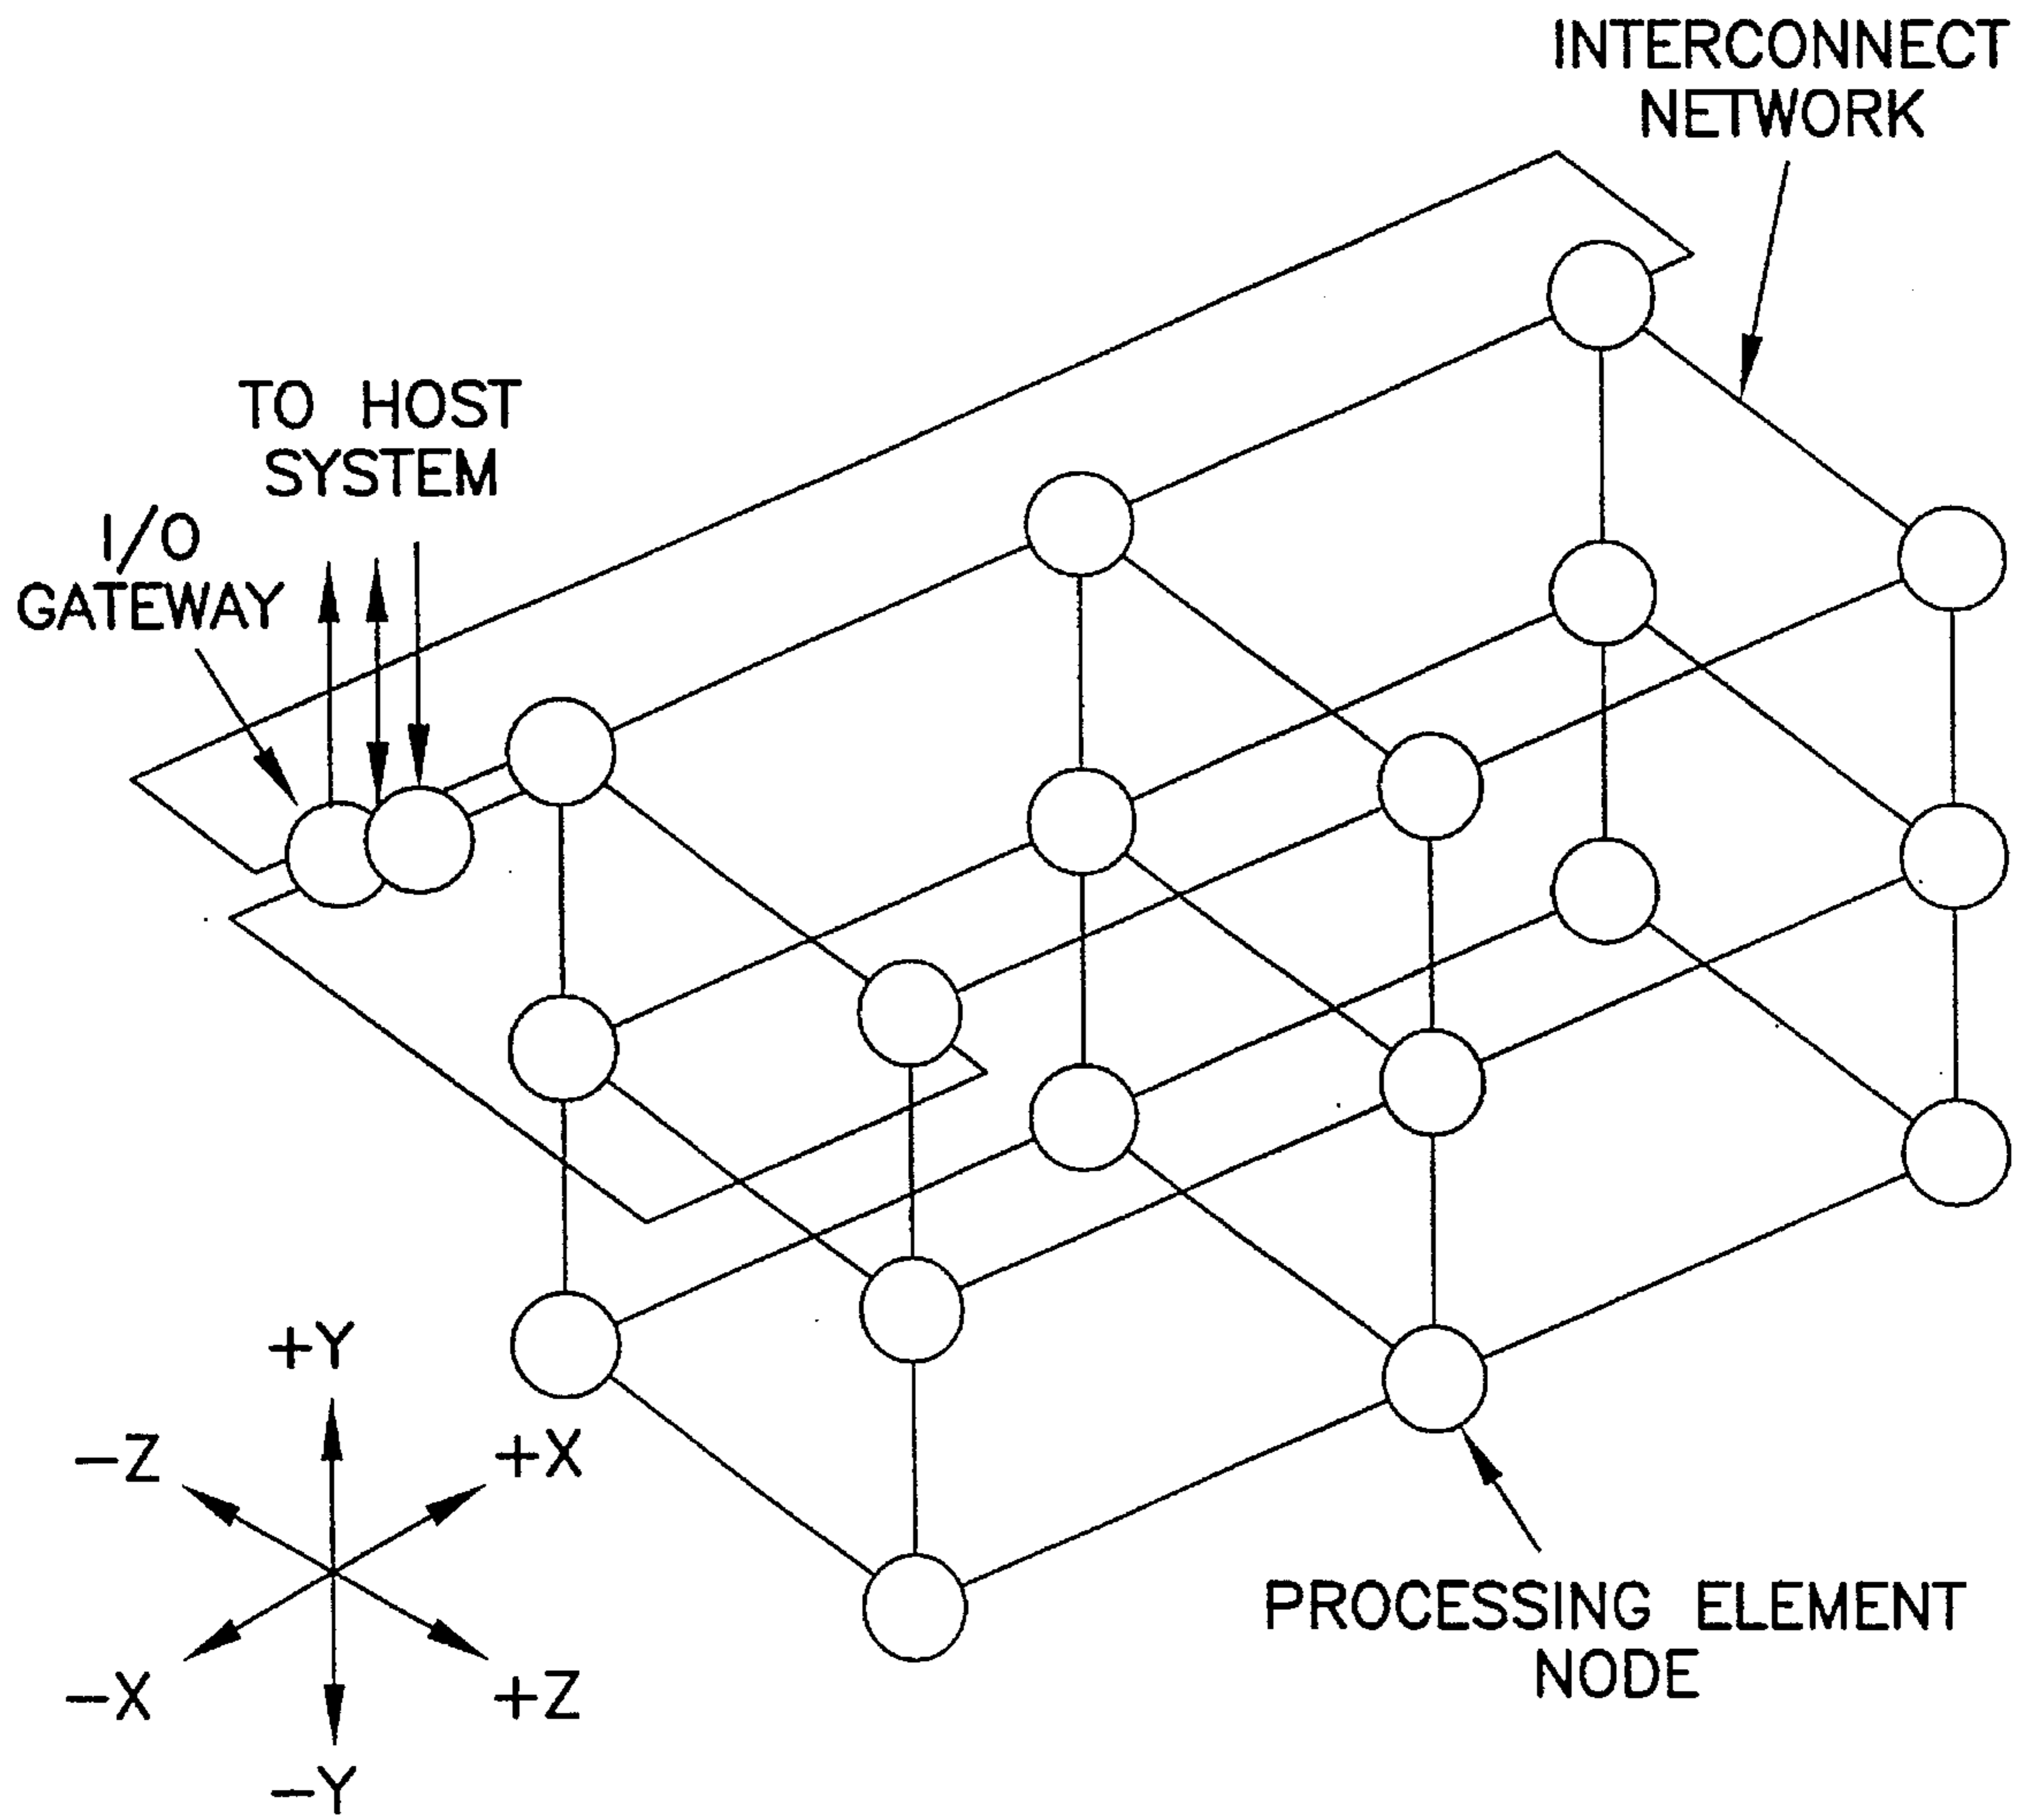 INTERCONNECT
NETWORK
TO HOST
SYSTEM
I/O
GATEWAY
+Y
-Z
+X
-X
+Z
-Y
PROCESSING ELEMENT
NODE